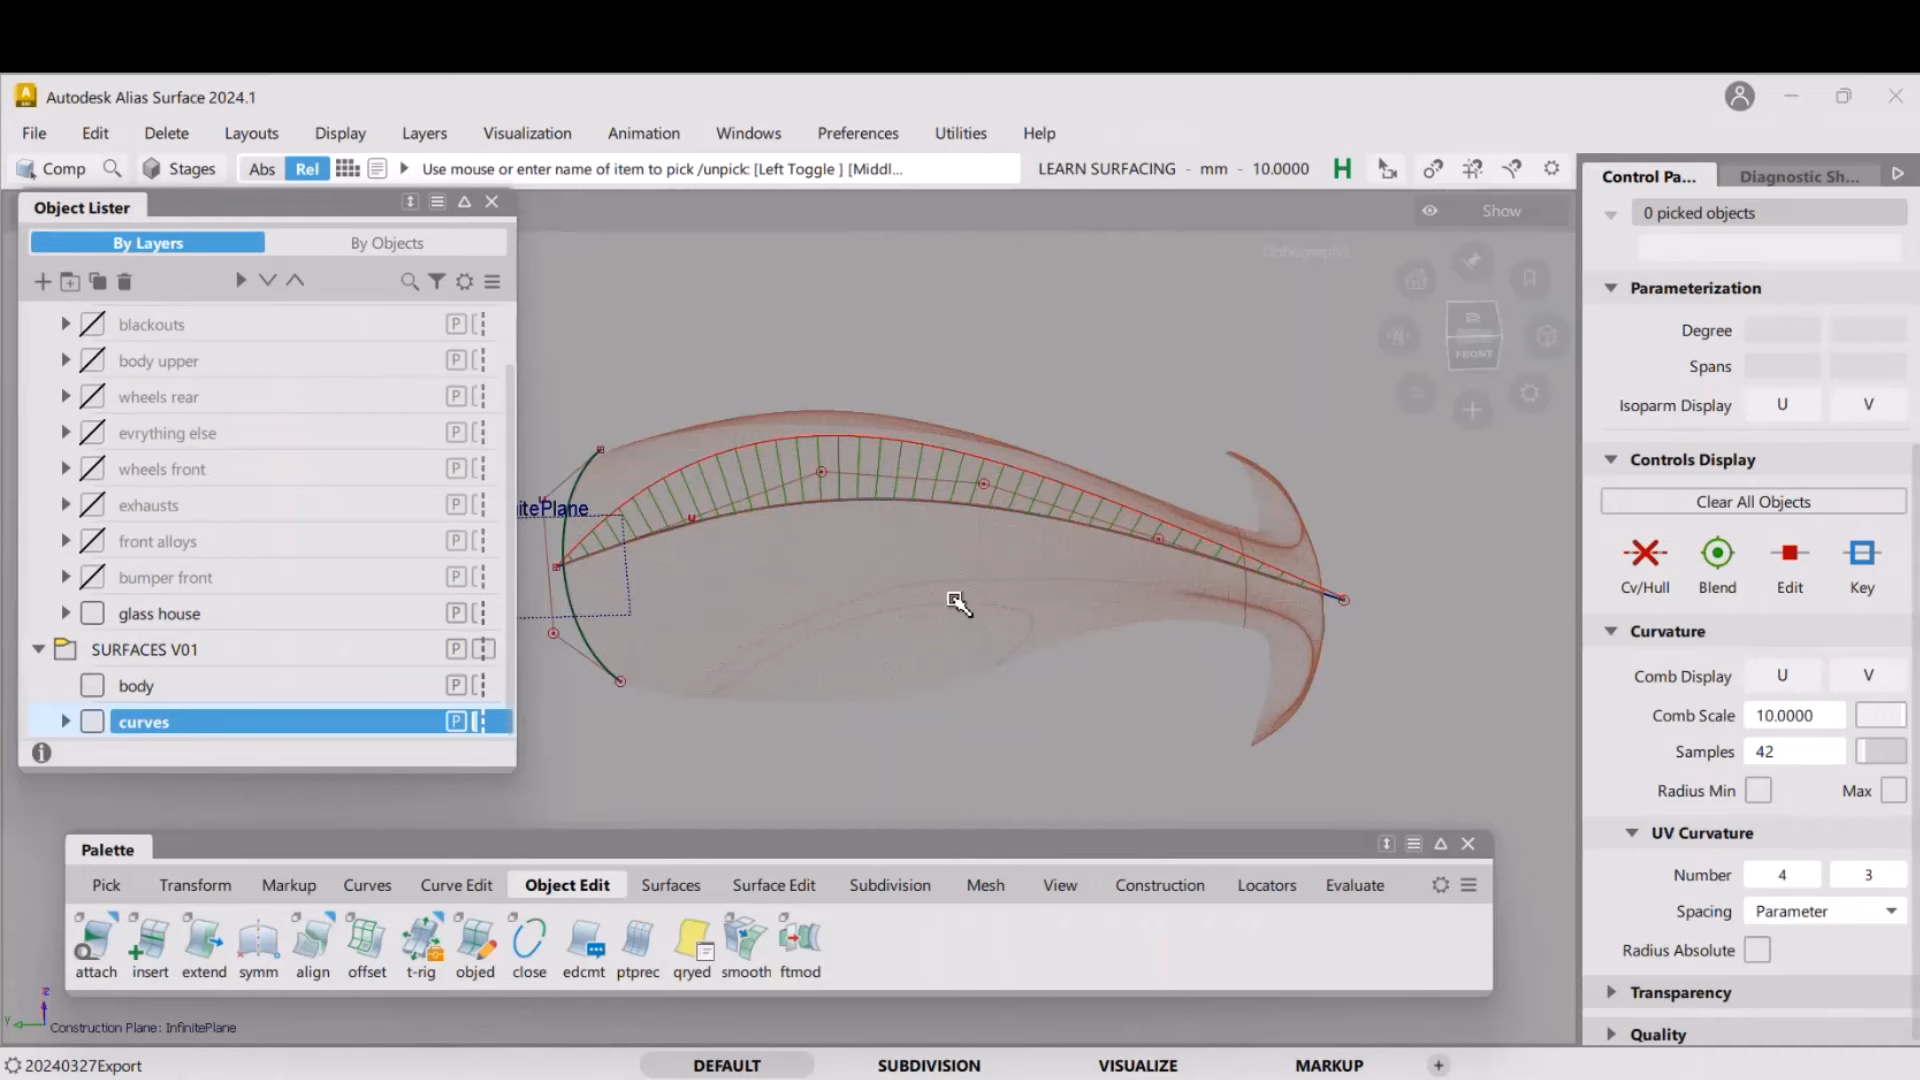 Autodesk Alias Surface 2024.1
File Edit Delete Layouts Display Layers Visualization Animation Windows Preferences Utilities Help
Comp Stages Abs Rel Use mouse or enter name of item to pick /unpick: [Left Toggle ] [Middl... LEARN SURFACING - mm - 10.0000 H
Object Lister
By Layers By Objects
blackouts P
body upper P
wheels rear P
evrything else P
wheels front P
exhausts P
front alloys P
bumper front P
glass house P
SURFACES V01 P
body P
curves P
Show
Orthographic
FRONT
itePlane
u
Control Pa... Diagnostic Sh...
0 picked objects
Parameterization
Degree
Spans
Isoparm Display U V
Controls Display
Clear All Objects
Cv/Hull Blend Edit Key
Curvature
Comb Display U V
Comb Scale 10.0000
Samples 42
Radius Min Max
UV Curvature
Number 4 3
Spacing Parameter
Radius Absolute
Transparency
Quality
Palette
Pick Transform Markup Curves Curve Edit Object Edit Surfaces Surface Edit Subdivision Mesh View Construction Locators Evaluate
attach insert extend symm align offset t-rig objed close edcmt ptprec qryed smooth ftmod
z
y
Construction Plane: InfinitePlane
20240327Export DEFAULT SUBDIVISION VISUALIZE MARKUP